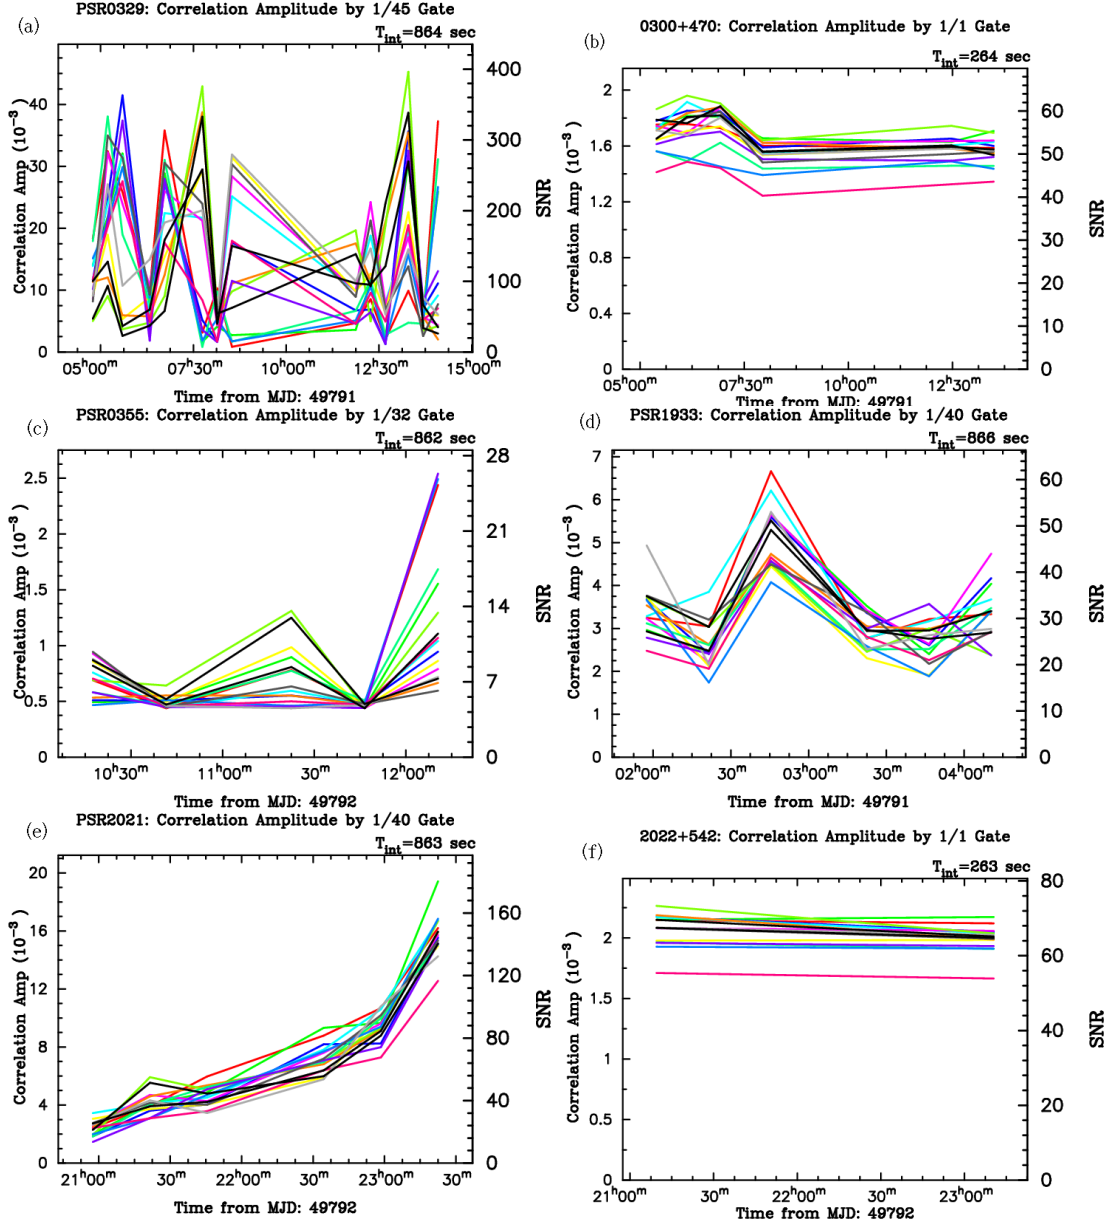 (a)
PSR0329: Correlation Amplitude by 1/45 Gate
T_int=864 sec
Correlation Amp (10^-3)
40
30
20
10
0
SNR
400
300
200
100
0
05h00m 07h30m 10h00m 12h30m 15h00m
Time from MJD: 49791
(b)
0300+470: Correlation Amplitude by 1/1 Gate
T_int=264 sec
Correlation Amp (10^-3)
2
1.6
1.2
0.8
0.4
0
SNR
60
50
40
30
20
10
0
05h00m 07h30m 10h00m 12h30m
Time from MJD: 49791
(c)
PSR0355: Correlation Amplitude by 1/32 Gate
T_int=862 sec
Correlation Amp (10^-3)
2.5
2
1.5
1
0.5
0
SNR
28
21
14
7
0
10h30m 11h00m 30m 12h00m
Time from MJD: 49792
(d)
PSR1933: Correlation Amplitude by 1/40 Gate
T_int=866 sec
Correlation Amp (10^-3)
7
6
5
4
3
2
1
0
SNR
60
50
40
30
20
10
0
02h00m 30m 03h00m 30m 04h00m
Time from MJD: 49791
(e)
PSR2021: Correlation Amplitude by 1/40 Gate
T_int=863 sec
Correlation Amp (10^-3)
20
16
12
8
4
0
SNR
160
120
80
40
0
21h00m 30m 22h00m 30m 23h00m 30m
Time from MJD: 49792
(f)
2022+542: Correlation Amplitude by 1/1 Gate
T_int=263 sec
Correlation Amp (10^-3)
2
1.5
1
0.5
0
SNR
80
60
40
20
0
21h00m 30m 22h00m 30m 23h00m
Time from MJD: 49792